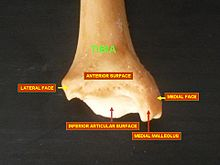 TIBIA
ANTERIOR SURFACE
LATERAL FACE
MEDIAL FACE
INFERIOR ARTICULAR SURFACE
MEDIAL MALLEOLUS